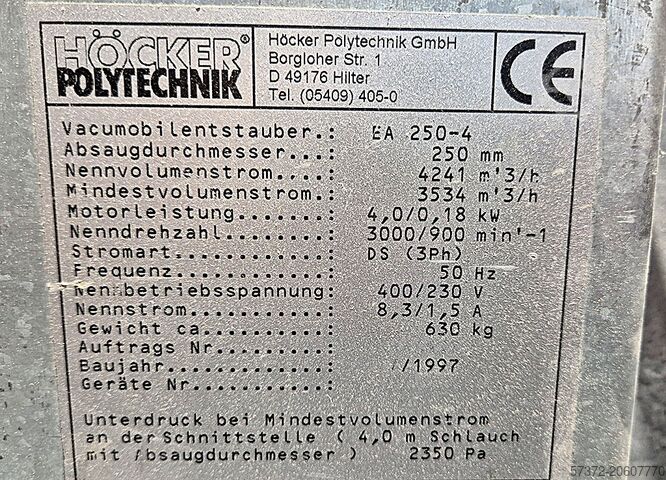 HÖCKER®
POLYTECHNIK
Höcker Polytechnik GmbH
Borgloher Str. 1
D 49176 Hilter
Tel. (05409) 405-0
CE
Vacumobilentstauber.: EA 250-4
Absaugdurchmesser...: 250 mm
Nennvolumenstrom....: 4241 m'3/h
Mindestvolumenstrom.: 3534 m'3/h
Motorleistung.......: 4,0/0,18 kW
Nenndrehzahl........: 3000/900 min'-1
Stromart............: DS (3Ph)
Frequenz............: 50 Hz
Nennbetriebsspannung: 400/230 V
Nennstrom...........: 8,3/1,5 A
Gewicht ca..........: 630 kg
Auftrags Nr.........:
Baujahr.............: /1997
Geräte Nr...........:
Unterdruck bei Mindestvolumenstrom
an der Schnittstelle ( 4,0 m Schlauch
mit Absaugdurchmesser ) 2350 Pa
57372-20607770